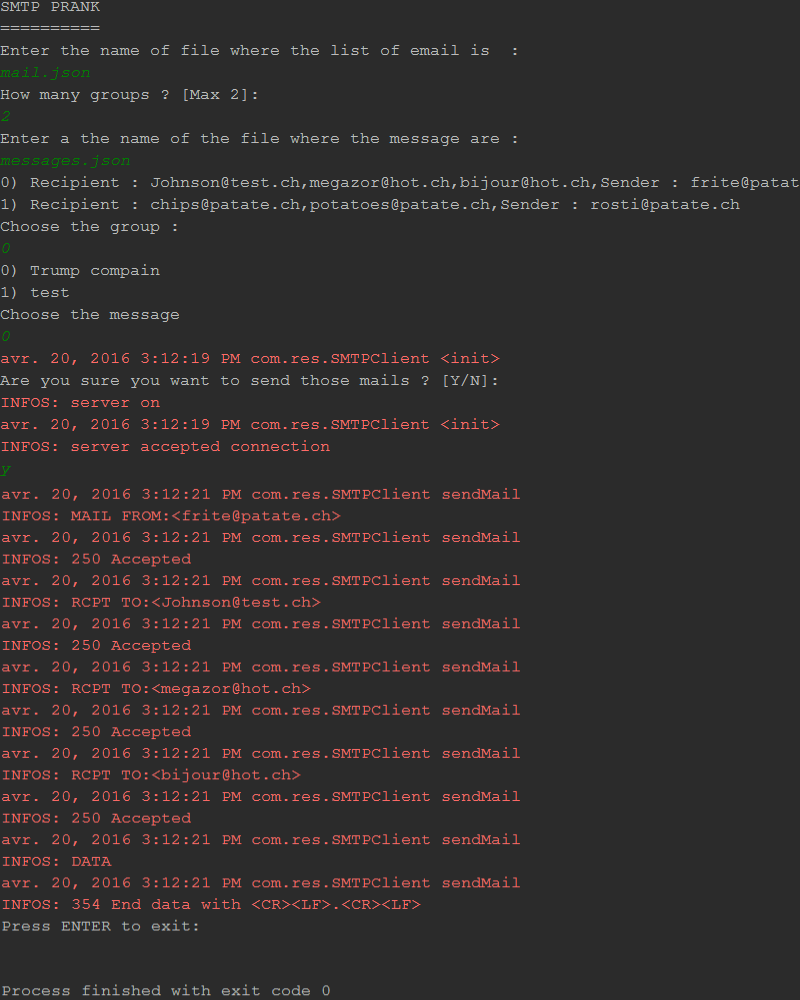 SMTP PRANK
==========
Enter the name of file where the list of email is  :
mail.json
How many groups ? [Max 2]:
2
Enter a the name of the file where the message are :
messages.json
0) Recipient : Johnson@test.ch,megazor@hot.ch,bijour@hot.ch,Sender : frite@patat
1) Recipient : chips@patate.ch,potatoes@patate.ch,Sender : rosti@patate.ch
Choose the group :
0
0) Trump compain
1) test
Choose the message
0
avr. 20, 2016 3:12:19 PM com.res.SMTPClient <init>
Are you sure you want to send those mails ? [Y/N]:
INFOS: server on
avr. 20, 2016 3:12:19 PM com.res.SMTPClient <init>
INFOS: server accepted connection
y
avr. 20, 2016 3:12:21 PM com.res.SMTPClient sendMail
INFOS: MAIL FROM:<frite@patate.ch>
avr. 20, 2016 3:12:21 PM com.res.SMTPClient sendMail
INFOS: 250 Accepted
avr. 20, 2016 3:12:21 PM com.res.SMTPClient sendMail
INFOS: RCPT TO:<Johnson@test.ch>
avr. 20, 2016 3:12:21 PM com.res.SMTPClient sendMail
INFOS: 250 Accepted
avr. 20, 2016 3:12:21 PM com.res.SMTPClient sendMail
INFOS: RCPT TO:<megazor@hot.ch>
avr. 20, 2016 3:12:21 PM com.res.SMTPClient sendMail
INFOS: 250 Accepted
avr. 20, 2016 3:12:21 PM com.res.SMTPClient sendMail
INFOS: RCPT TO:<bijour@hot.ch>
avr. 20, 2016 3:12:21 PM com.res.SMTPClient sendMail
INFOS: 250 Accepted
avr. 20, 2016 3:12:21 PM com.res.SMTPClient sendMail
INFOS: DATA
avr. 20, 2016 3:12:21 PM com.res.SMTPClient sendMail
INFOS: 354 End data with <CR><LF>.<CR><LF>
Press ENTER to exit:
Process finished with exit code 0